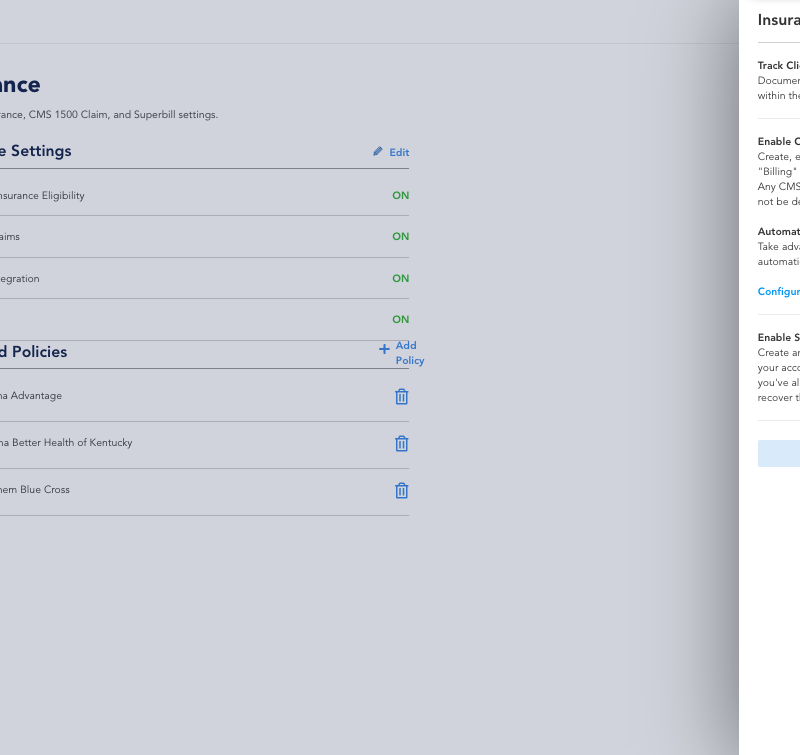 ance
rance, CMS 1500 Claim, and Superbill settings.
e Settings
Edit
nsurance Eligibility
ON
aims
ON
egration
ON
ON
d Policies
Add
Policy
na Advantage
na Better Health of Kentucky
hem Blue Cross
Insura
Track Cli
Documen
within the
Enable C
Create, e
"Billing"
Any CMS
not be de
Automat
Take adva
automati
Configur
Enable S
Create an
your acco
you've al
recover th